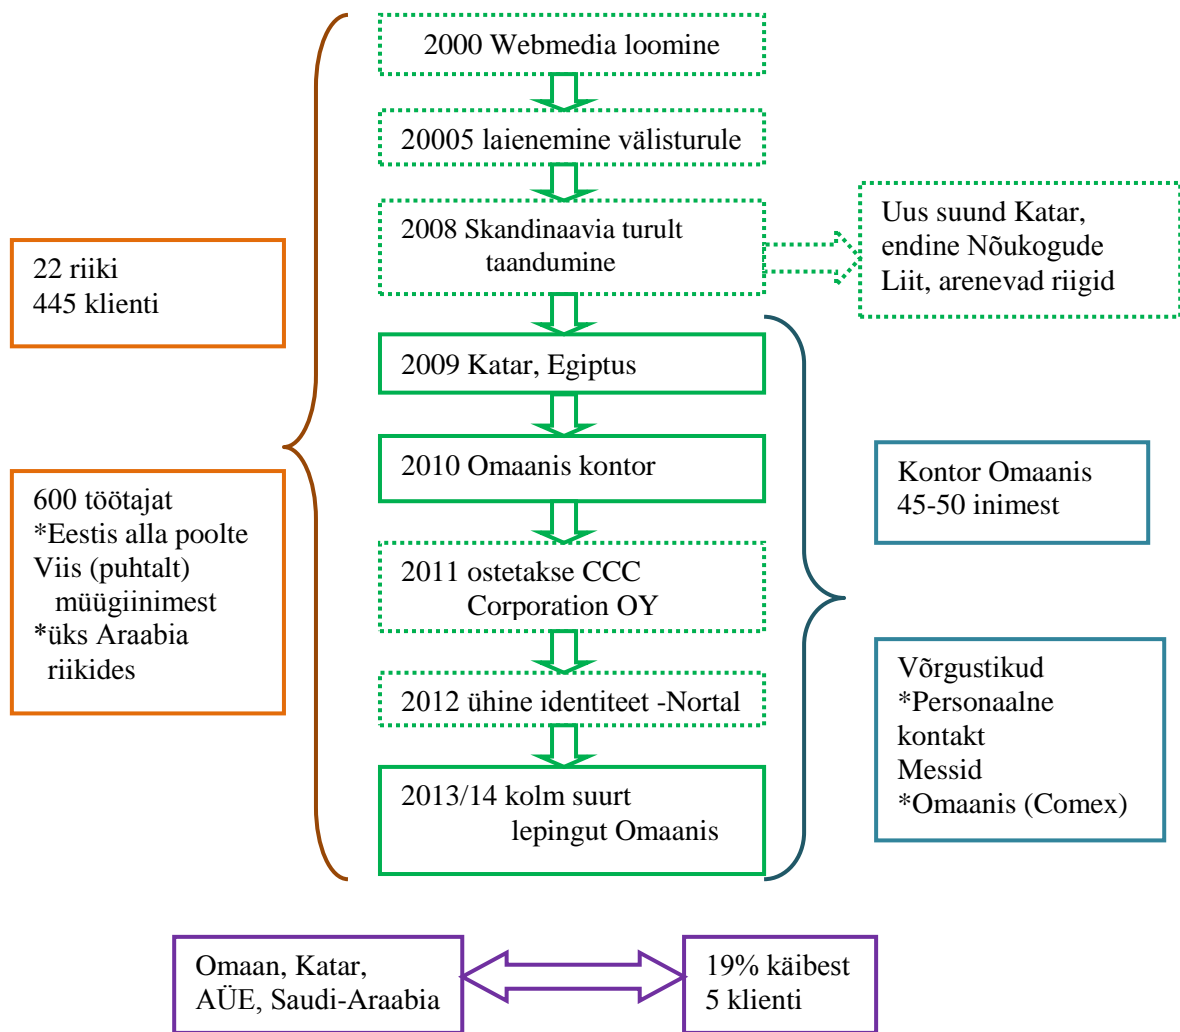 2000 Webmedia loomine
20005 laienemine välisturule
2008 Skandinaavia turult
taandumine
Uus suund Katar,
endine Nõukogude
Liit, arenevad riigid
22 riiki
445 klienti
2009 Katar, Egiptus
2010 Omaanis kontor
Kontor Omaanis
45-50 inimest
600 töötajat
*Eestis alla poolte
Viis (puhtalt)
müügiinimest
*üks Araabia
riikides
2011 ostetakse CCC
Corporation OY
2012 ühine identiteet -Nortal
Võrgustikud
*Personaalne
kontakt
Messid
*Omaanis (Comex)
2013/14 kolm suurt
lepingut Omaanis
Omaan, Katar,
AÜE, Saudi-Araabia
19% käibest
5 klienti